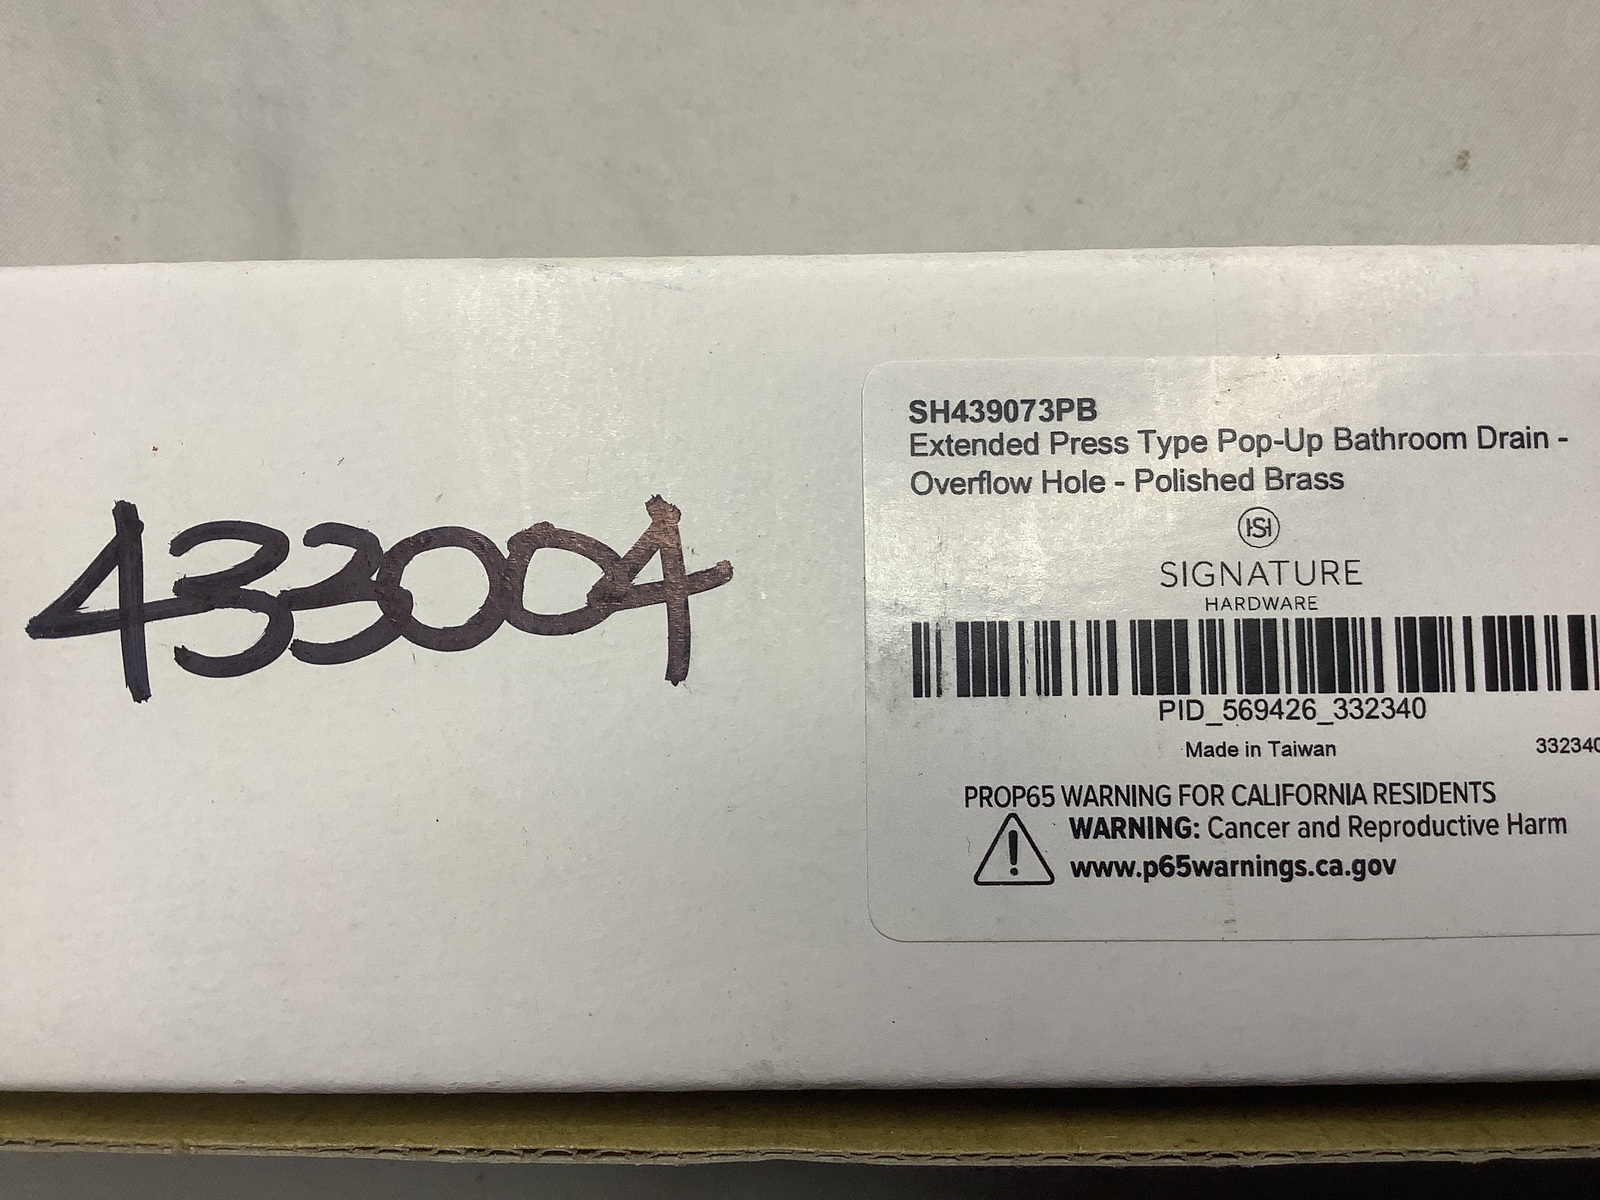 433004
SH439073PB
Extended Press Type Pop-Up Bathroom Drain -
Overflow Hole - Polished Brass
SIGNATURE
HARDWARE
PID_569426_332340
Made in Taiwan
332340
PROP65 WARNING FOR CALIFORNIA RESIDENTS
WARNING: Cancer and Reproductive Harm
www.p65warnings.ca.gov